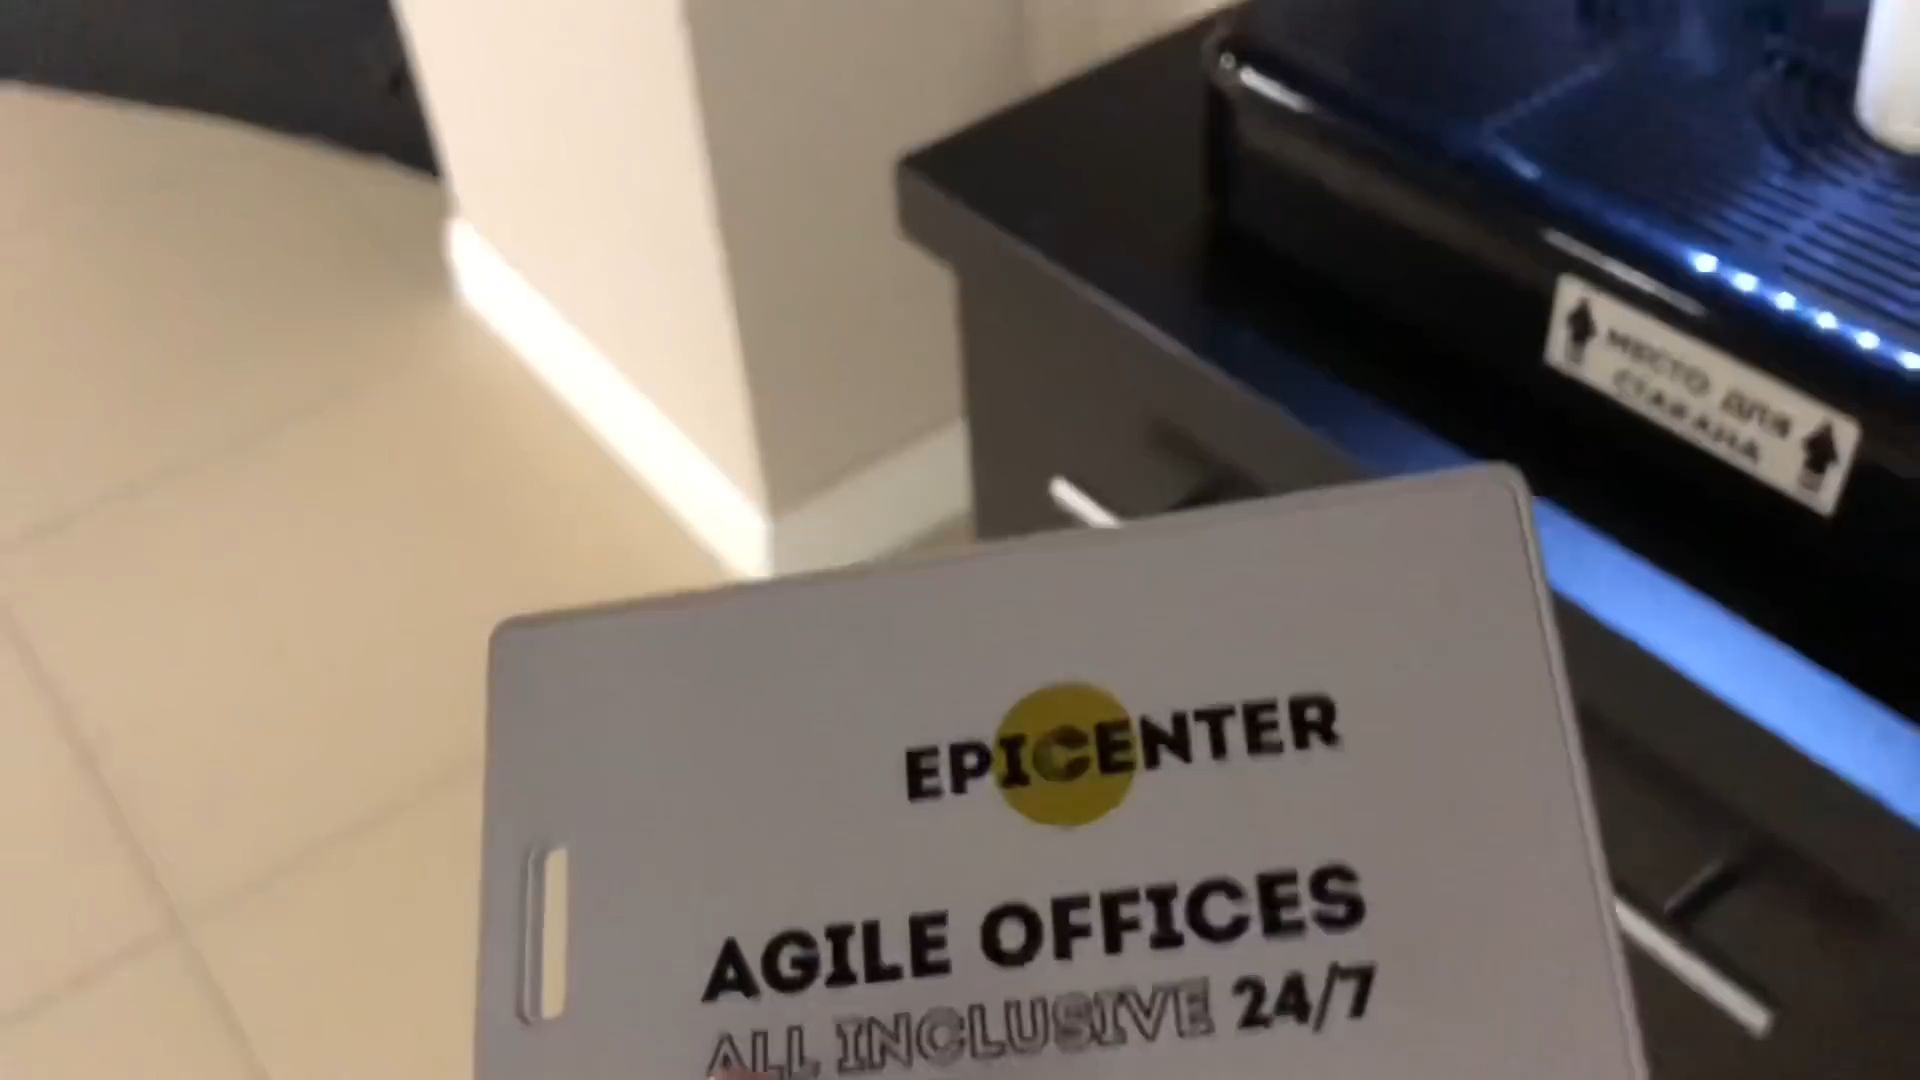 МЕСТО ДЛЯ
СТАКАНА
EPICENTER
AGILE OFFICES
ALL INCLUSIVE 24/7